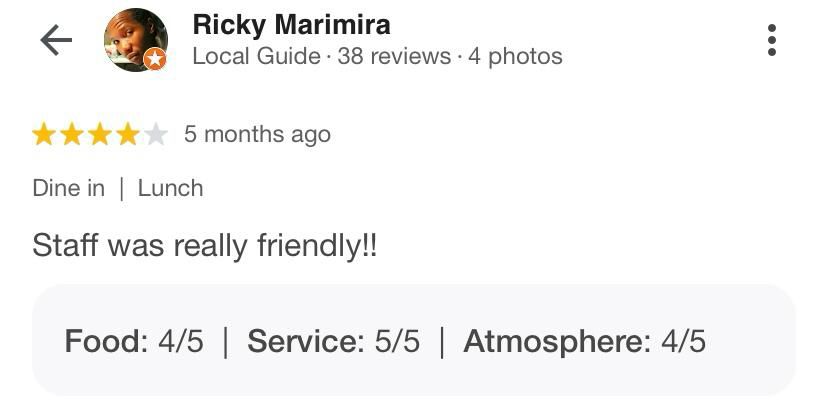 Ricky Marimira
Local Guide · 38 reviews · 4 photos
5 months ago
Dine in | Lunch
Staff was really friendly!!
Food: 4/5 | Service: 5/5 | Atmosphere: 4/5